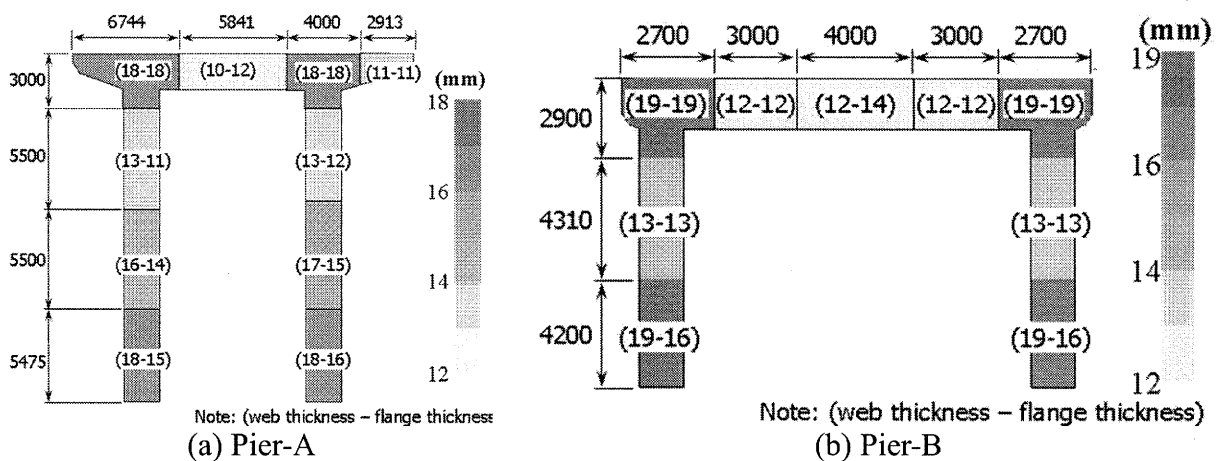 6744 5841 4000 2913
3000
(18-18) (10-12) (18-18) (11-11)
5500
(13-11) (13-12)
5500
(16-14) (17-15)
5475
(18-15) (18-16)
(mm)
18
16
14
12
Note: (web thickness – flange thickness
(a) Pier-A
2700 3000 4000 3000 2700
2900
(19-19) (12-12) (12-14) (12-12) (19-19)
4310
(13-13) (13-13)
4200
(19-16) (19-16)
(mm)
19
16
14
12
Note: (web thickness – flange thickness)
(b) Pier-B